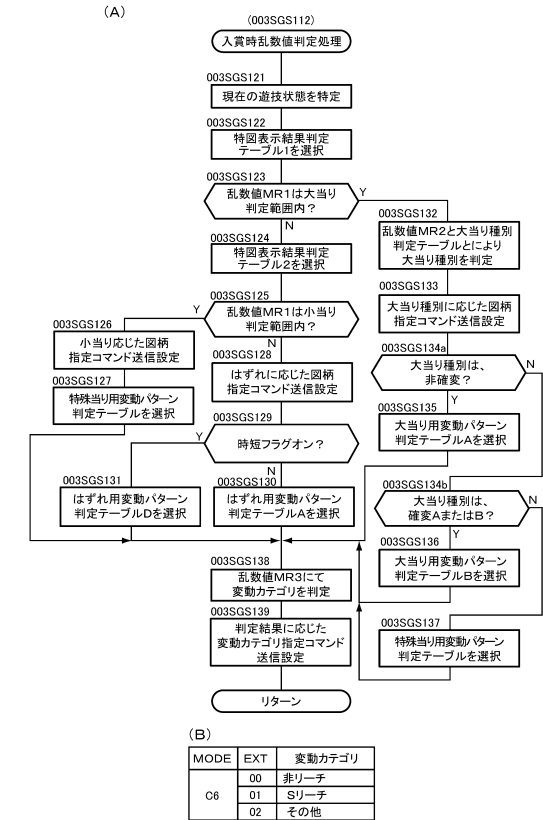 (A)
(003SGS112)
入賞時乱数値判定処理
003SGS121
現在の遊技状態を特定
003SGS122
特図表示結果判定
テーブル1を選択
003SGS123
乱数値MR1は大当り
判定範囲内?
Y
N
003SGS132
乱数値MR2と大当り種別
判定テーブルとにより
大当り種別を判定
003SGS124
特図表示結果判定
テーブル2を選択
003SGS133
大当り種別に応じた図柄
指定コマンド送信設定
003SGS125
乱数値MR1は小当り
判定範囲内?
Y
N
003SGS126
小当り応じた図柄
指定コマンド送信設定
003SGS127
特殊当り用変動パターン
判定テーブルを選択
003SGS128
はずれに応じた図柄
指定コマンド送信設定
003SGS134a
大当り種別は、
非確変?
N
Y
003SGS135
大当り用変動パターン
判定テーブルAを選択
003SGS129
時短フラグオン?
Y
N
003SGS131
はずれ用変動パターン
判定テーブルDを選択
003SGS130
はずれ用変動パターン
判定テーブルAを選択
003SGS134b
大当り種別は、
確変AまたはB?
N
Y
003SGS136
大当り用変動パターン
判定テーブルBを選択
003SGS137
特殊当り用変動パターン
判定テーブルを選択
003SGS138
乱数値MR3にて
変動カテゴリを判定
003SGS139
判定結果に応じた
変動カテゴリ指定コマンド
送信設定
リターン
(B)
MODE EXT 変動カテゴリ
C6 00 非リーチ
01 Sリーチ
02 その他